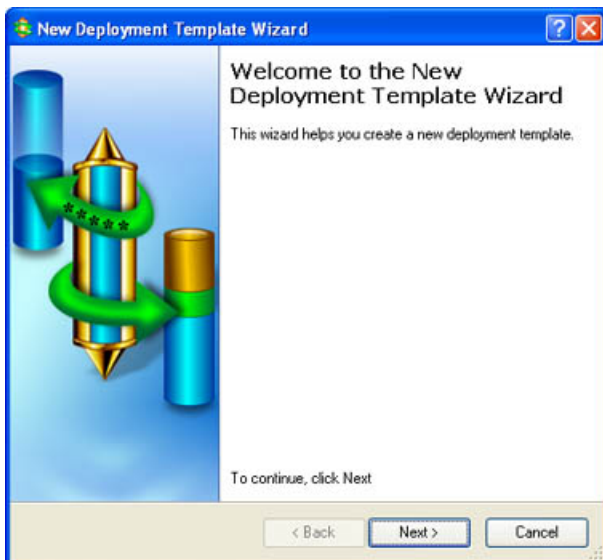 New Deployment Template Wizard
Welcome to the New
Deployment Template Wizard
This wizard helps you create a new deployment template.
*****
To continue, click Next
< Back
Next >
Cancel